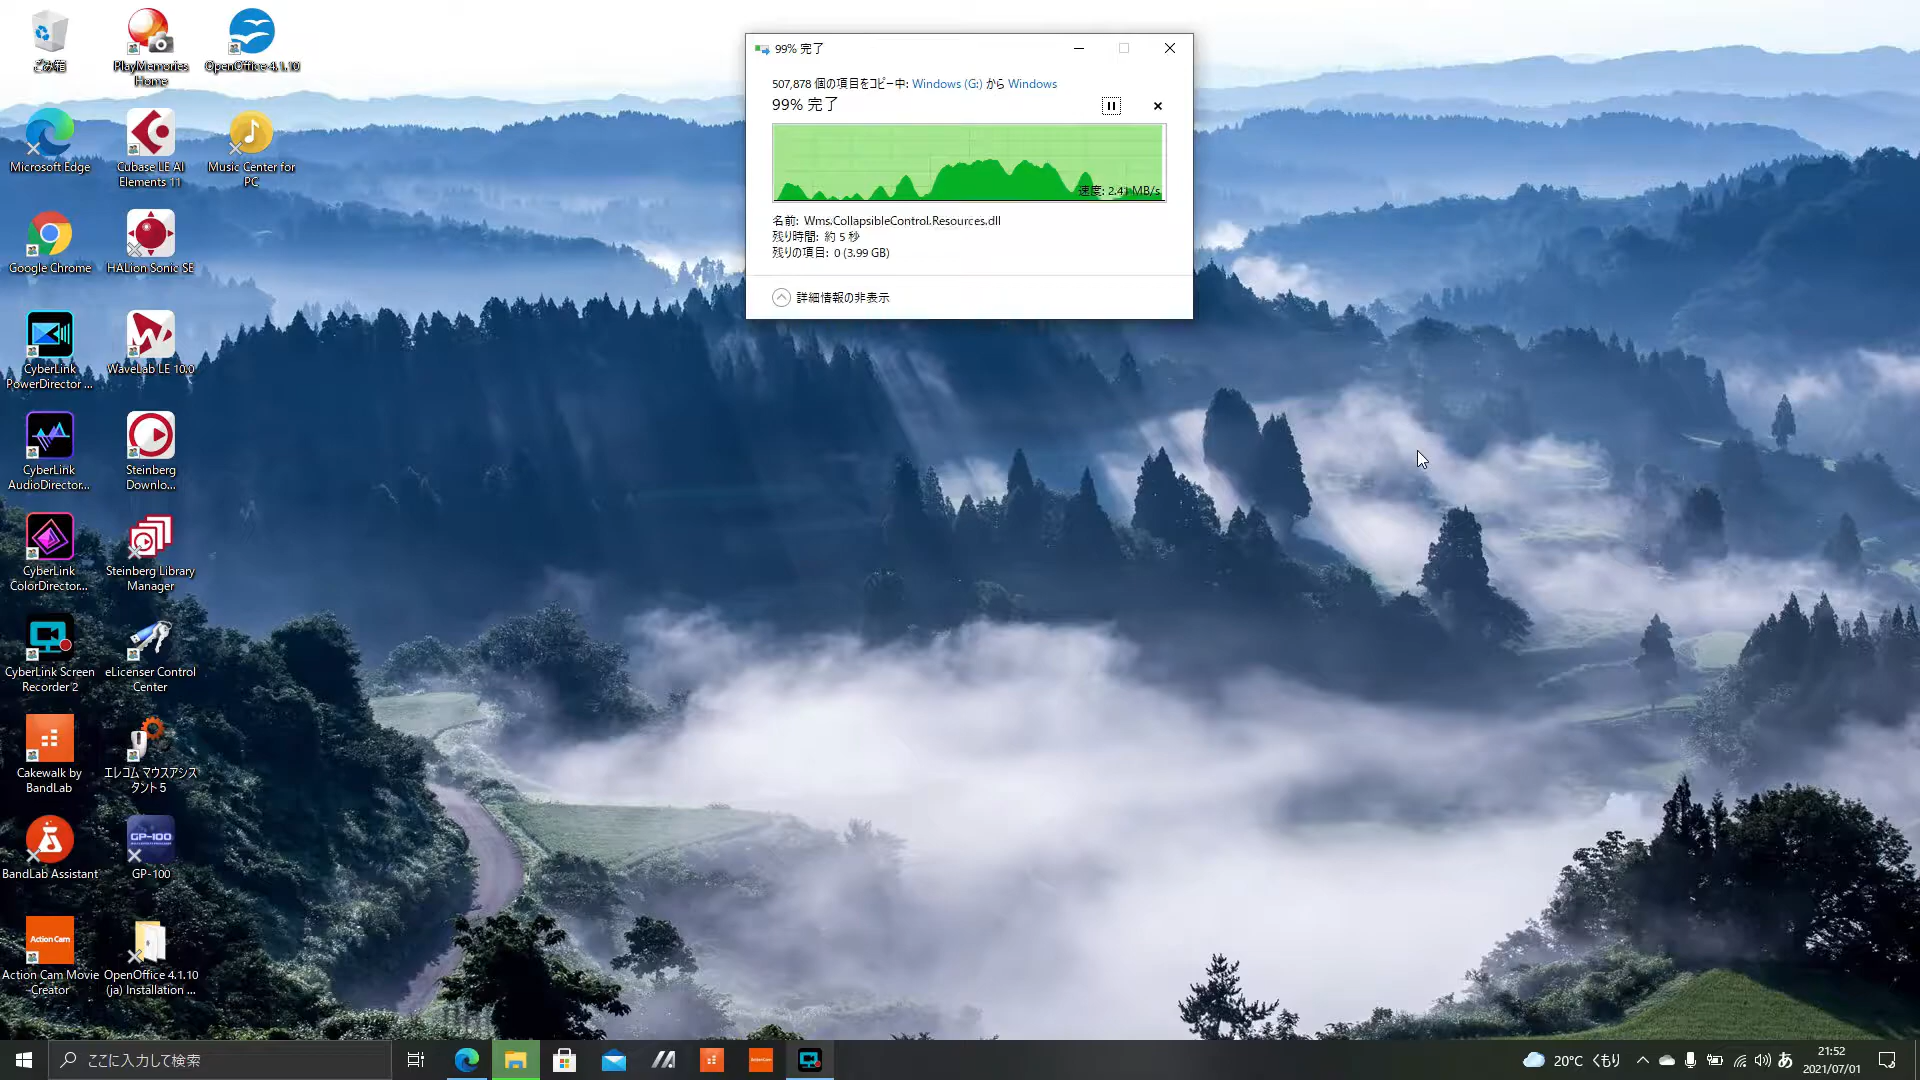 ごみ箱
PlayMemories
Home
OpenOffice 4.1.10
Microsoft Edge
Cubase LE AI
Elements 11
Music Center for
PC
Google Chrome
HALion Sonic SE
CyberLink
PowerDirector ...
WaveLab LE 10.0
CyberLink
AudioDirector...
Steinberg
Downlo...
CyberLink
ColorDirector...
Steinberg Library
Manager
CyberLink Screen
Recorder 2
eLicenser Control
Center
Cakewalk by
BandLab
エレコム マウスアシス
タント 5
BandLab Assistant
GP-100
GP-100
Action Cam
Action Cam Movie
Creator
OpenOffice 4.1.10
(ja) Installation ...
99% 完了
507,878 個の項目をコピー中: Windows (G:) から Windows
99% 完了
速度: 2.41 MB/s
名前: Wms.CollapsibleControl.Resources.dll
残り時間: 約 5 秒
残りの項目: 0 (3.99 GB)
詳細情報の非表示
ここに入力して検索
20°C くもり
あ
21:52
2021/07/01